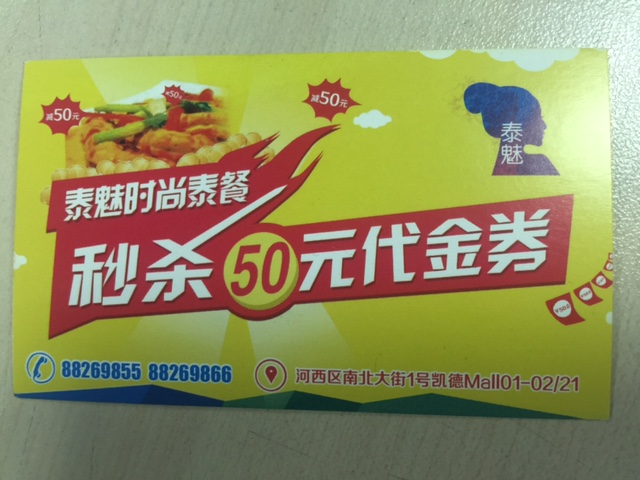 减50元
减50元
减50元
泰魅
泰魅时尚泰餐
秒杀50元代金券
88269855 88269866
河西区南北大街1号凯德Mall01-02/21